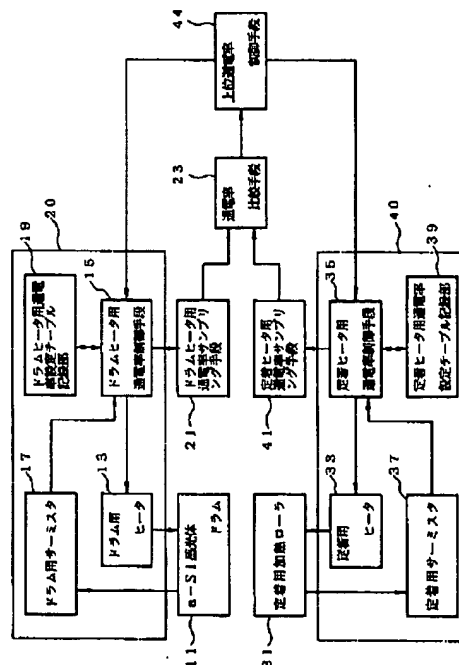 44
上位通電率
制御手段
23
通電率
比較手段
20
19
ドラムヒータ用通電
率設定テーブル
記録部
15
ドラムヒータ用
通電率制御手段
ドラムヒータ用
通電率サンプリ
ング手段
21
17
ドラム用サーミスタ
13
ドラム用
ヒータ
a-Si感光体
ドラム
11
40
39
定着ヒータ用通電率
設定テーブル記録部
35
定着ヒータ用
通電率制御手段
定着ヒータ用
通電率サンプリ
ング手段
41
33
定着用
ヒータ
37
定着用サーミスタ
定着用加熱ローラ
31